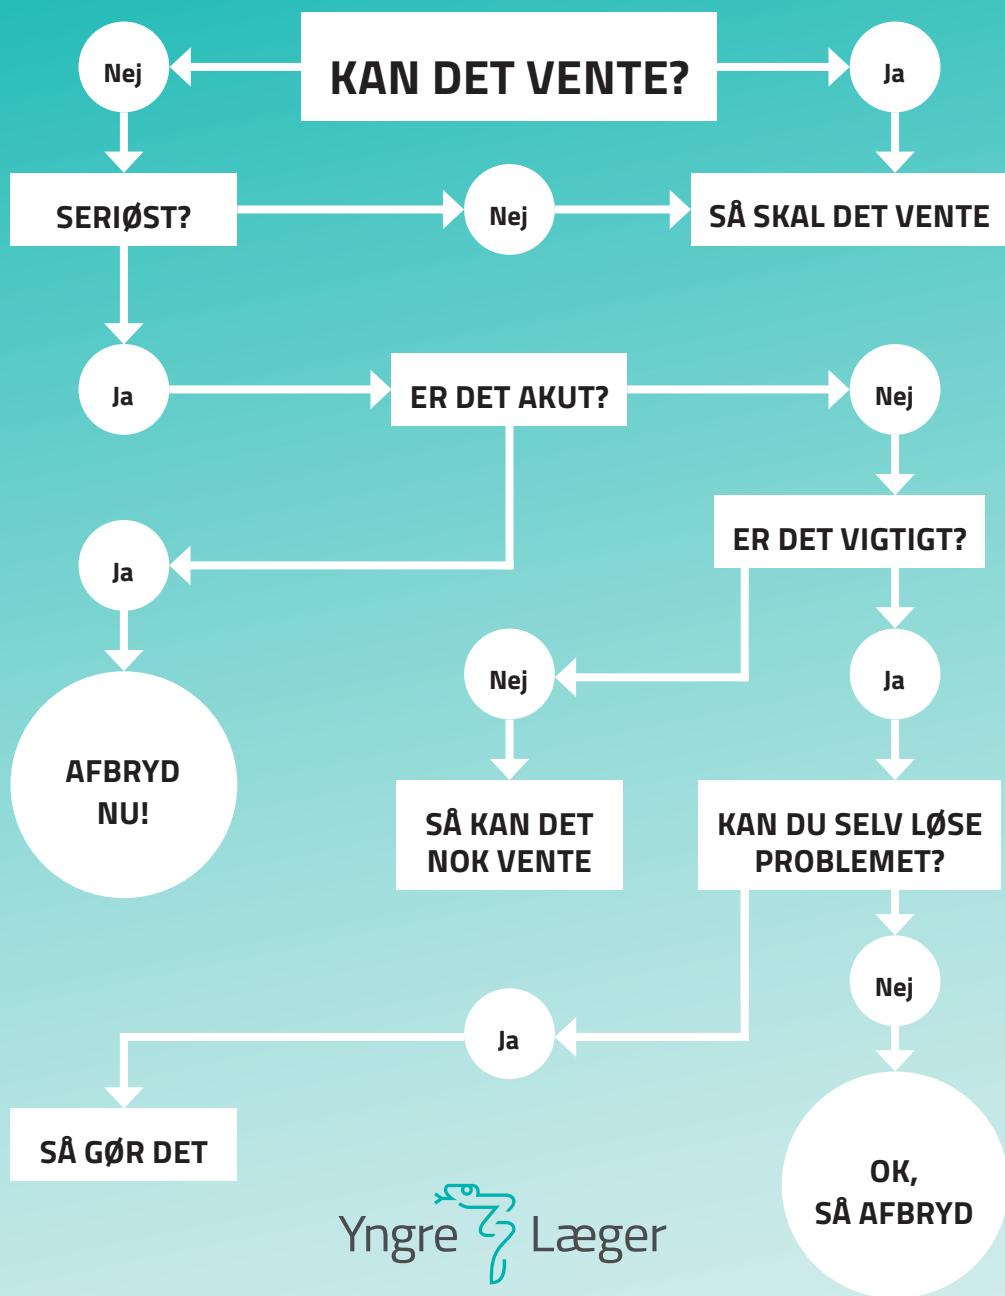 KAN DET VENTE?
Nej
Ja
SERIØST?
Nej
SÅ SKAL DET VENTE
Ja
ER DET AKUT?
Nej
ER DET VIGTIGT?
Ja
Nej
Ja
AFBRYD
NU!
SÅ KAN DET
NOK VENTE
KAN DU SELV LØSE
PROBLEMET?
Nej
Ja
SÅ GØR DET
OK,
SÅ AFBRYD
Yngre Læger